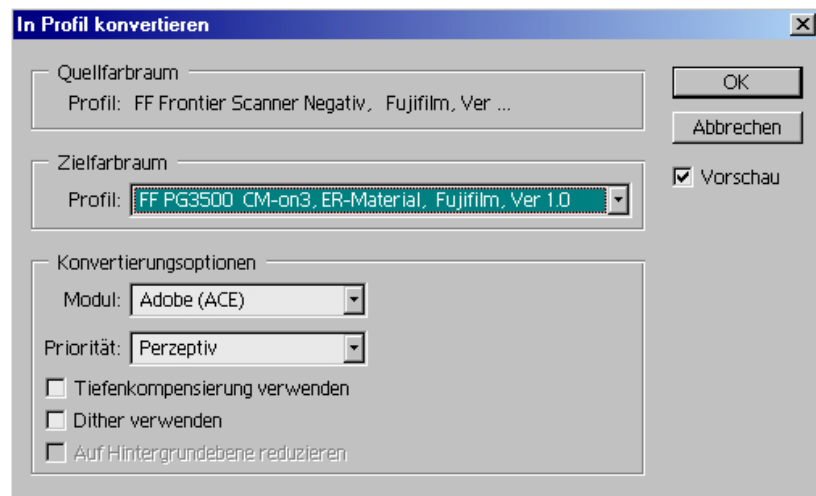 In Profil konvertieren
Quellfarbraum
Profil: FF Frontier Scanner Negativ, Fujifilm, Ver ...
OK
Abbrechen
Zielfarbraum
Vorschau
Profil: FF PG3500 CM-on3, ER-Material, Fujifilm, Ver 1.0
Konvertierungsoptionen
Modul: Adobe (ACE)
Priorität: Perzeptiv
Tiefenkompensierung verwenden
Dither verwenden
Auf Hintergrundebene reduzieren